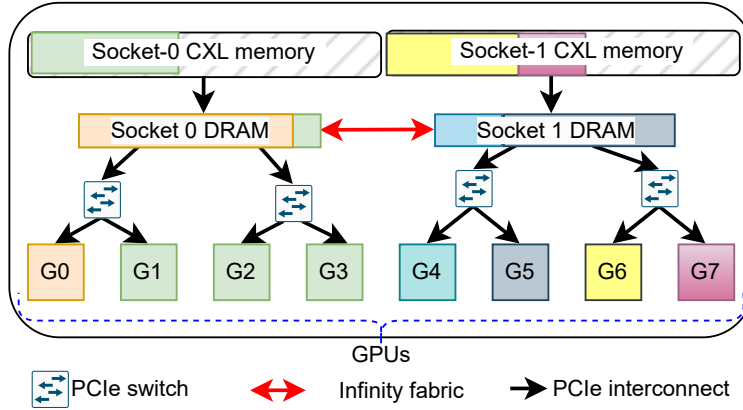 Socket-0 CXL memory
Socket-1 CXL memory
Socket 0 DRAM
Socket 1 DRAM
G0
G1
G2
G3
G4
G5
G6
G7
GPUs
PCIe switch
Infinity fabric
PCIe interconnect